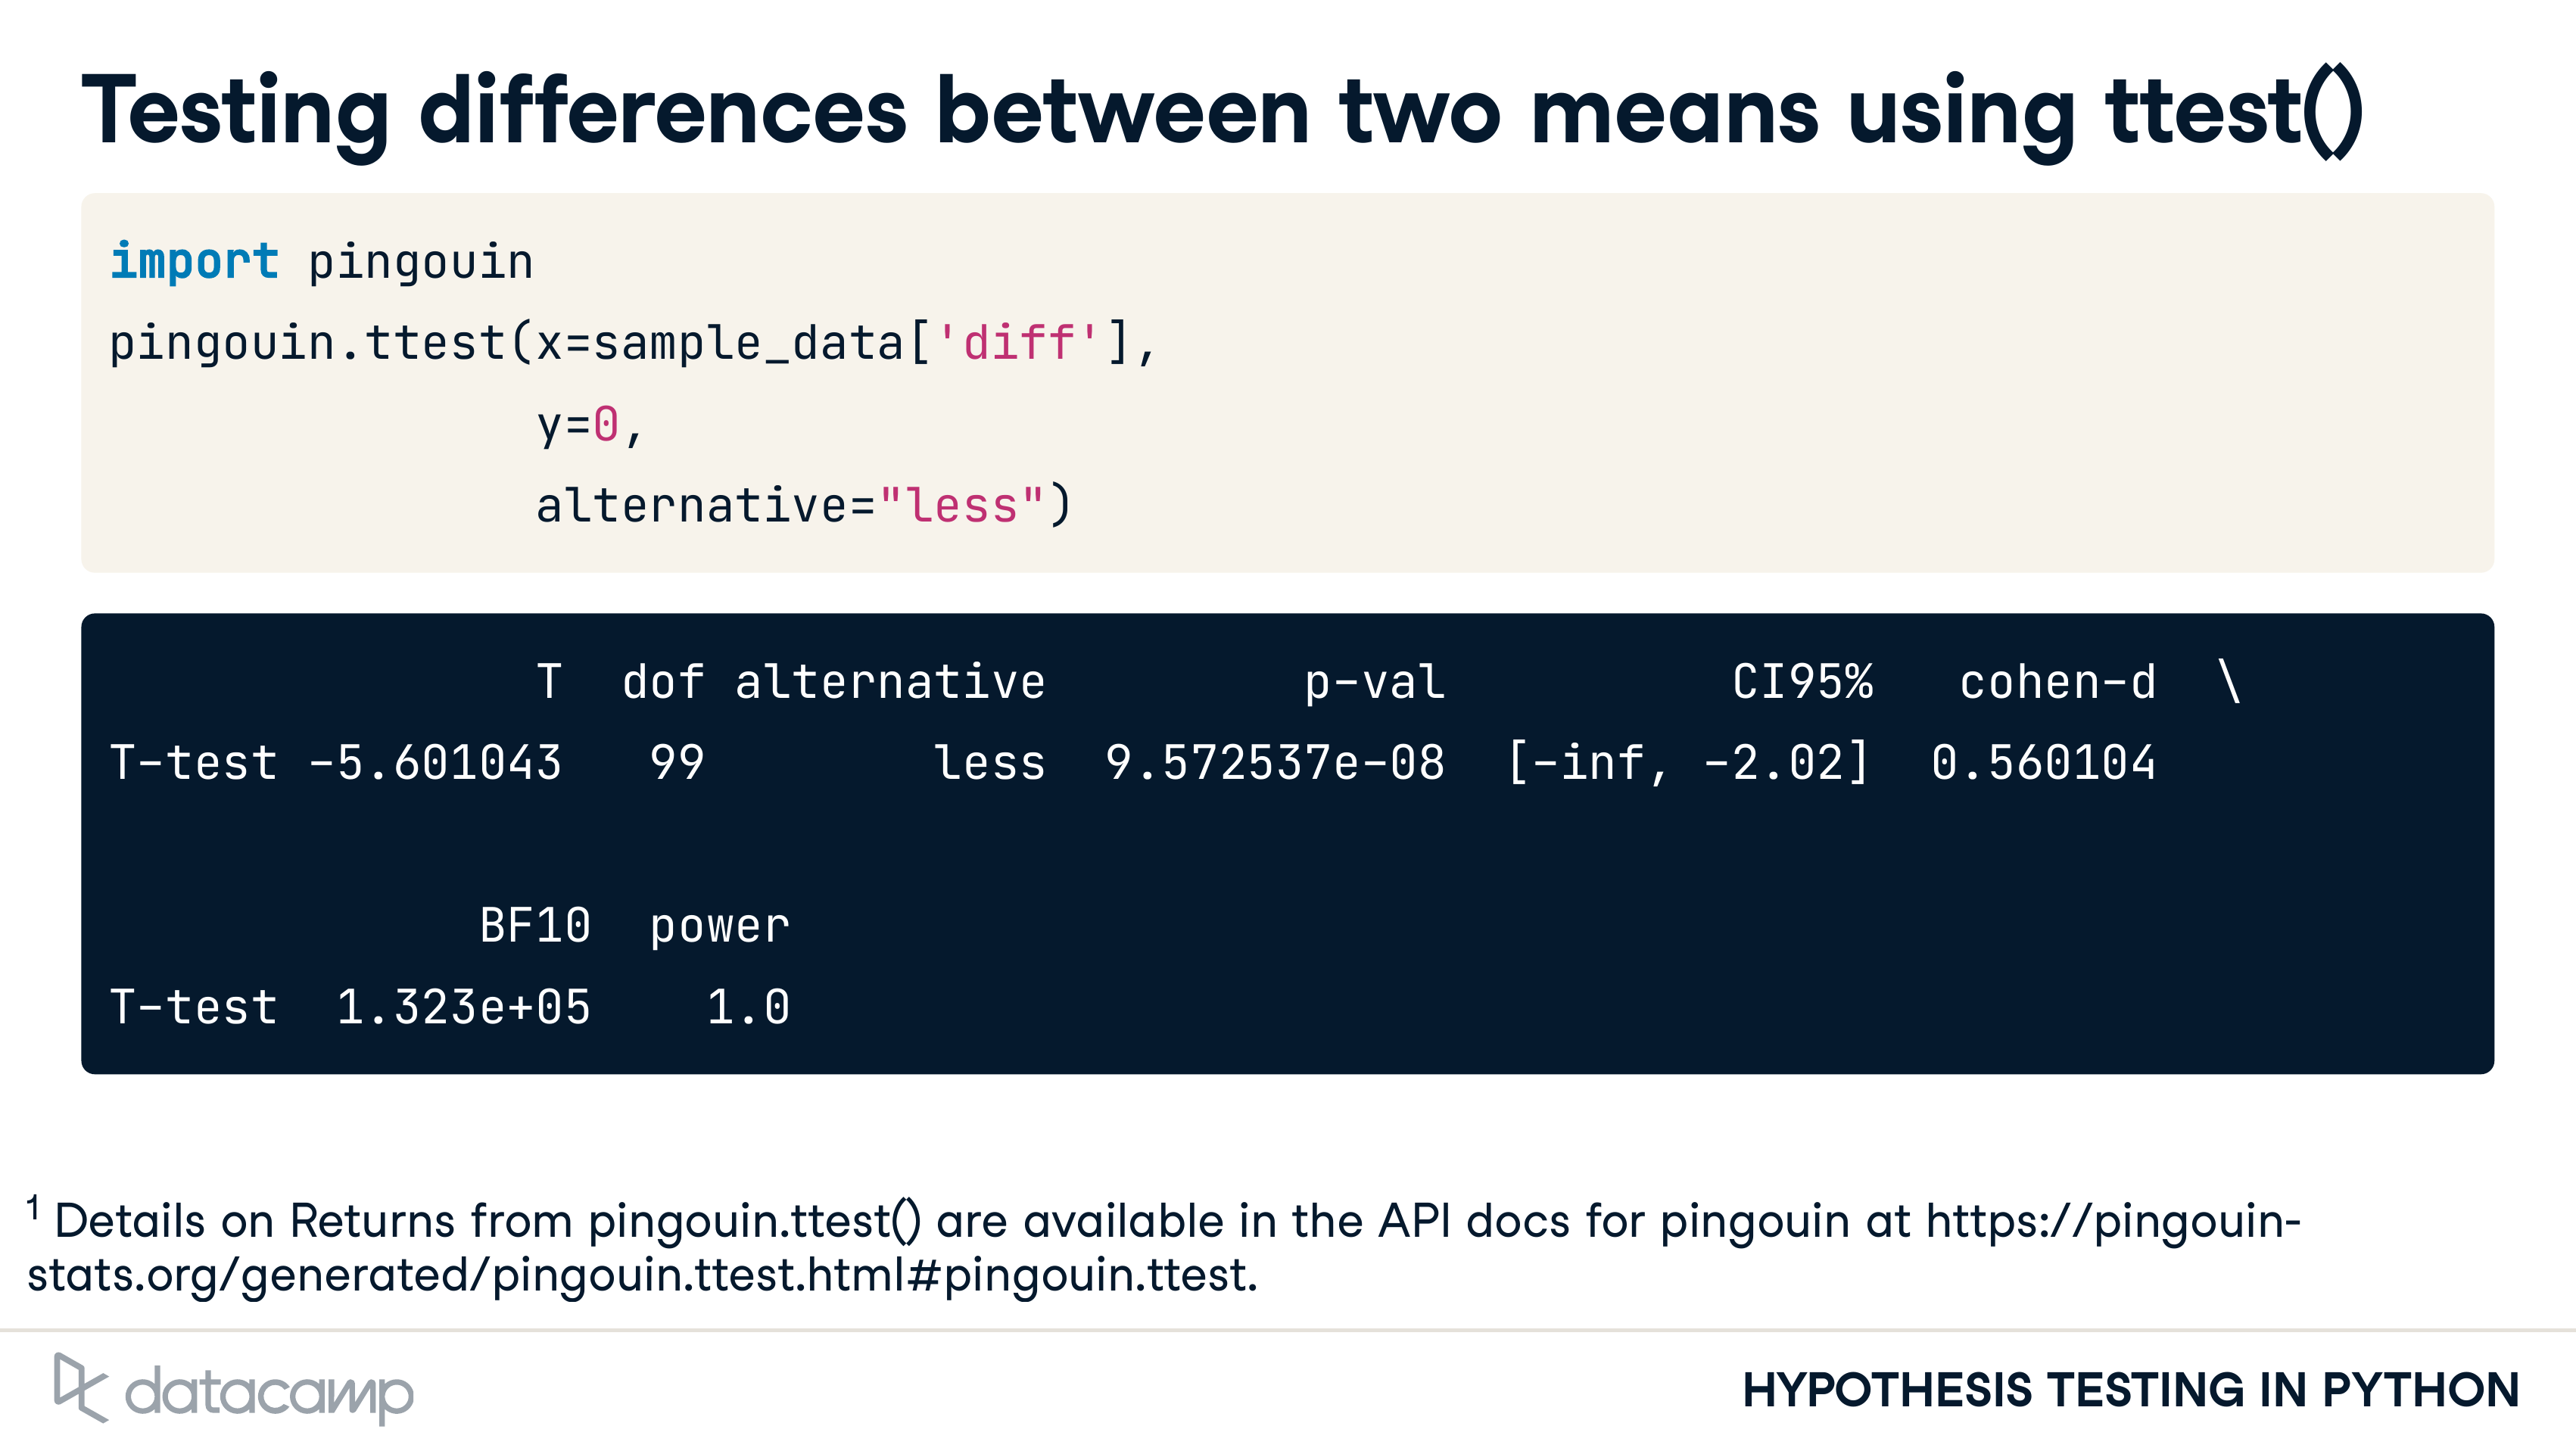 Testing differences between two means using ttest()
import pingouin
pingouin.ttest(x=sample_data['diff'],
               y=0,
               alternative="less")
               T  dof alternative         p-val          CI95%   cohen-d  \
T-test -5.601043   99        less  9.572537e-08  [-inf, -2.02]  0.560104
             BF10  power
T-test  1.323e+05    1.0
1 Details on Returns from pingouin.ttest() are available in the API docs for pingouin at https://pingouin-
stats.org/generated/pingouin.ttest.html#pingouin.ttest.
datacamp
HYPOTHESIS TESTING IN PYTHON